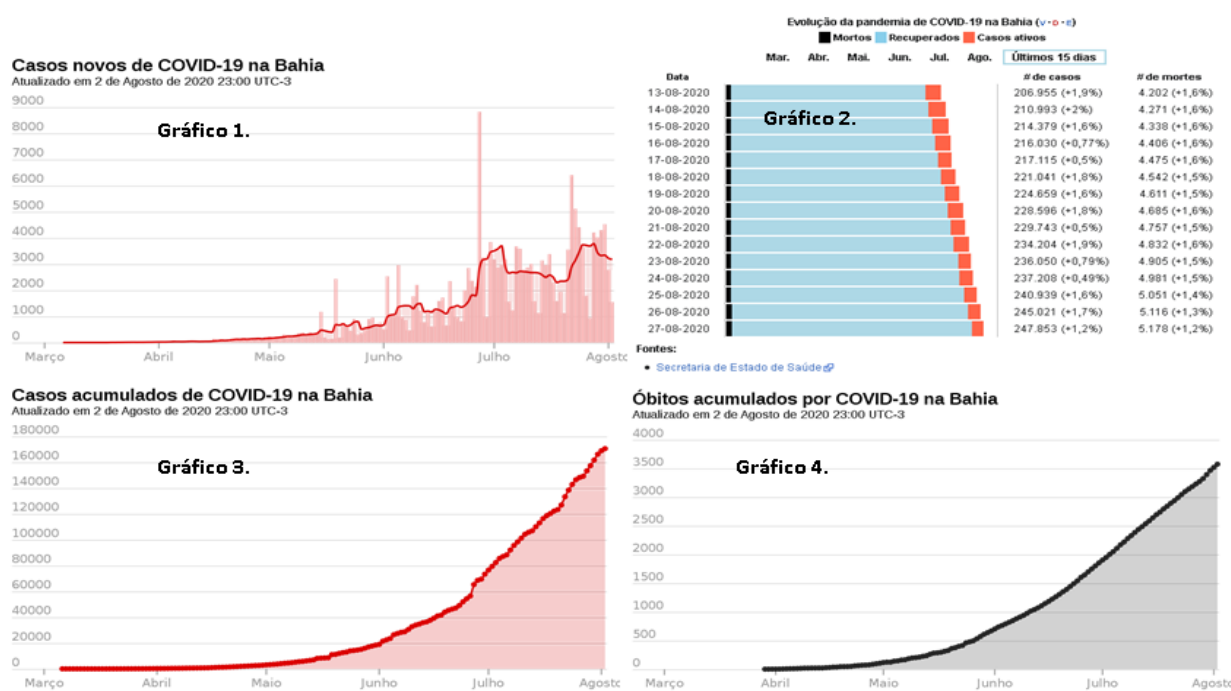 Casos novos de COVID-19 na Bahia
Atualizado em 2 de Agosto de 2020 23:00 UTC-3
9000
8000
7000
6000
5000
4000
3000
2000
1000
0
Gráfico 1.
Março Abril Maio Junho Julho Agosto
Evolução da pandemia de COVID-19 na Bahia (v · D · E)
Mortos Recuperados Casos ativos
Mar. Abr. Mai. Jun. Jul. Ago. Últimos 15 dias
Data # de casos # de mortes
Gráfico 2.
13-08-2020 206.955 (+1,9%) 4.202 (+1,6%)
14-08-2020 210.993 (+2%) 4.271 (+1,6%)
15-08-2020 214.379 (+1,6%) 4.338 (+1,6%)
16-08-2020 216.030 (+0,77%) 4.406 (+1,6%)
17-08-2020 217.115 (+0,5%) 4.475 (+1,6%)
18-08-2020 221.041 (+1,8%) 4.542 (+1,5%)
19-08-2020 224.659 (+1,6%) 4.611 (+1,5%)
20-08-2020 228.596 (+1,8%) 4.685 (+1,6%)
21-08-2020 229.743 (+0,5%) 4.757 (+1,5%)
22-08-2020 234.204 (+1,9%) 4.832 (+1,6%)
23-08-2020 236.050 (+0,79%) 4.905 (+1,5%)
24-08-2020 237.208 (+0,49%) 4.981 (+1,5%)
25-08-2020 240.939 (+1,6%) 5.051 (+1,4%)
26-08-2020 245.021 (+1,7%) 5.116 (+1,3%)
27-08-2020 247.853 (+1,2%) 5.178 (+1,2%)
Fontes:
• Secretaria de Estado de Saúde
Casos acumulados de COVID-19 na Bahia
Atualizado em 2 de Agosto de 2020 23:00 UTC-3
180000
160000
140000
120000
100000
80000
60000
40000
20000
0
Gráfico 3.
Março Abril Maio Junho Julho Agosto
Óbitos acumulados por COVID-19 na Bahia
Atualizado em 2 de Agosto de 2020 23:00 UTC-3
4000
3500
3000
2500
2000
1500
1000
500
0
Gráfico 4.
Março Abril Maio Junho Julho Agosto